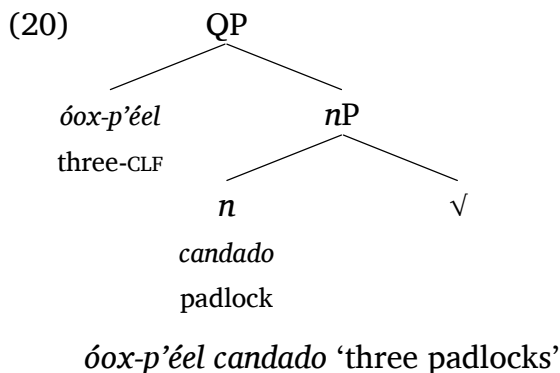 (20) QP
óox-p’éel nP
three-CLF
n √
candado
padlock
óox-p’éel candado ‘three padlocks’